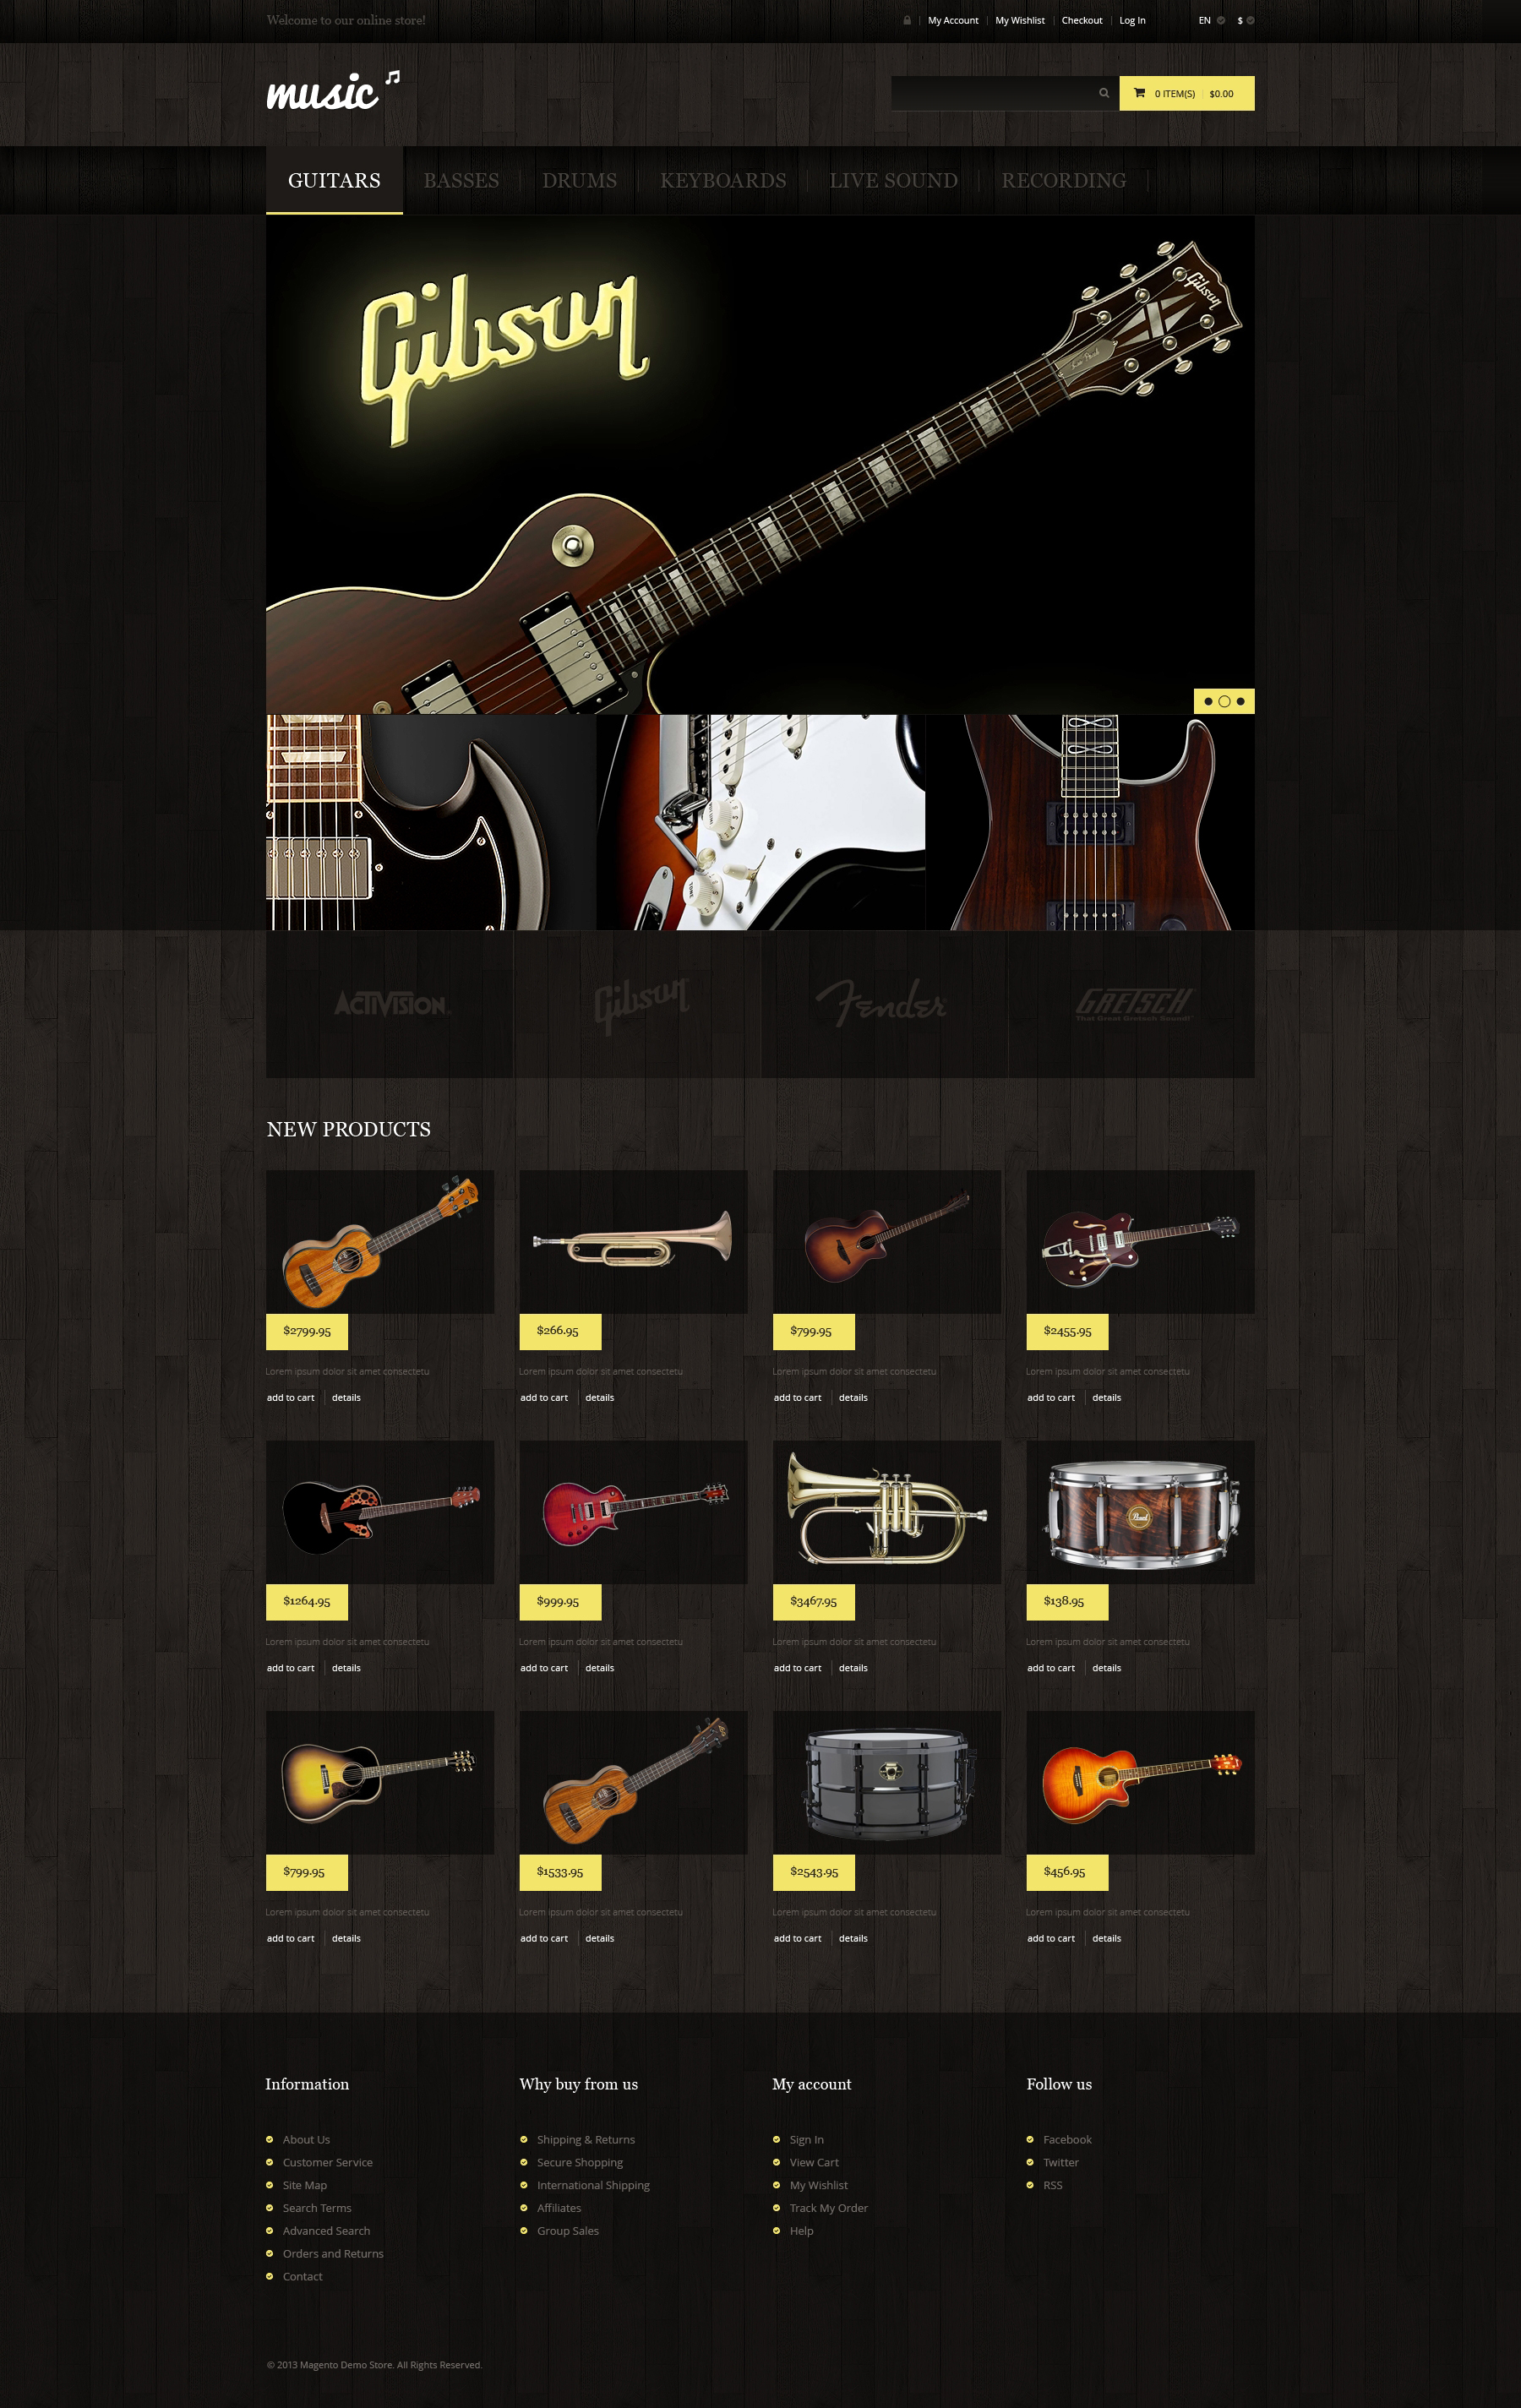 Welcome to our online store!
My Account
My Wishlist
Checkout
Log In
EN
$
music
0 ITEM(S)
$0.00
GUITARS
BASSES
DRUMS
KEYBOARDS
LIVE SOUND
RECORDING
Gibson
Gibson
ACTIVISION
Gibson
Fender
GRETSCH
That Great Gretsch Sound!
NEW PRODUCTS
$2799.95
$266.95
$799.95
$2455.95
Lorem ipsum dolor sit amet consectetu
Lorem ipsum dolor sit amet consectetu
Lorem ipsum dolor sit amet consectetu
Lorem ipsum dolor sit amet consectetu
add to cart
details
add to cart
details
add to cart
details
add to cart
details
Pearl
$1264.95
$999.95
$3467.95
$138.95
Lorem ipsum dolor sit amet consectetu
Lorem ipsum dolor sit amet consectetu
Lorem ipsum dolor sit amet consectetu
Lorem ipsum dolor sit amet consectetu
add to cart
details
add to cart
details
add to cart
details
add to cart
details
$799.95
$1533.95
$2543.95
$456.95
Lorem ipsum dolor sit amet consectetu
Lorem ipsum dolor sit amet consectetu
Lorem ipsum dolor sit amet consectetu
Lorem ipsum dolor sit amet consectetu
add to cart
details
add to cart
details
add to cart
details
add to cart
details
Information
About Us
Customer Service
Site Map
Search Terms
Advanced Search
Orders and Returns
Contact
Why buy from us
Shipping & Returns
Secure Shopping
International Shipping
Affiliates
Group Sales
My account
Sign In
View Cart
My Wishlist
Track My Order
Help
Follow us
Facebook
Twitter
RSS
© 2013 Magento Demo Store. All Rights Reserved.